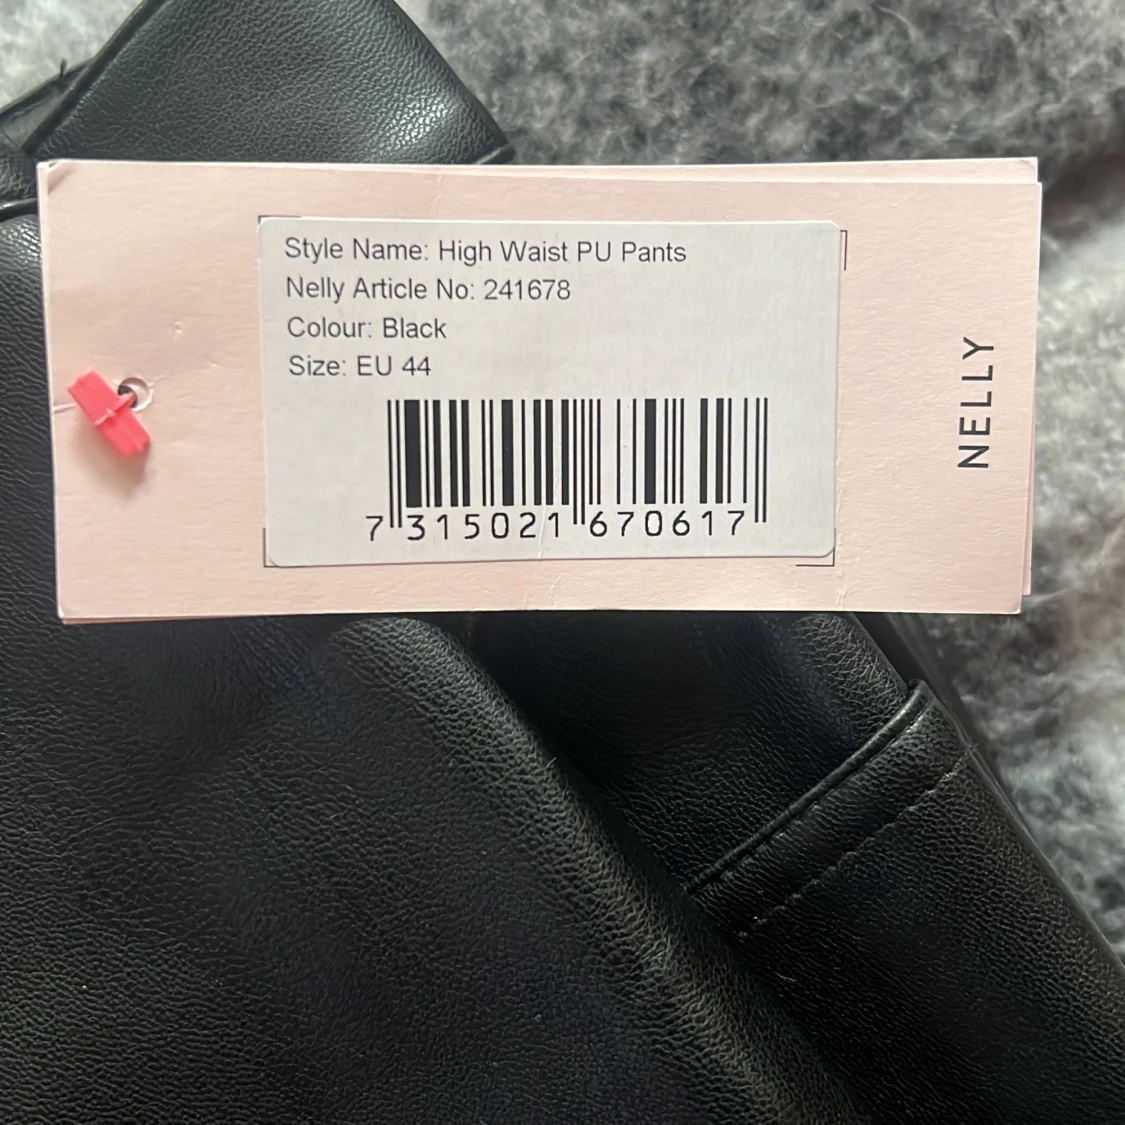 Style Name: High Waist PU Pants
Nelly Article No: 241678
Colour: Black
Size: EU 44
7 315021 670617
NELLY